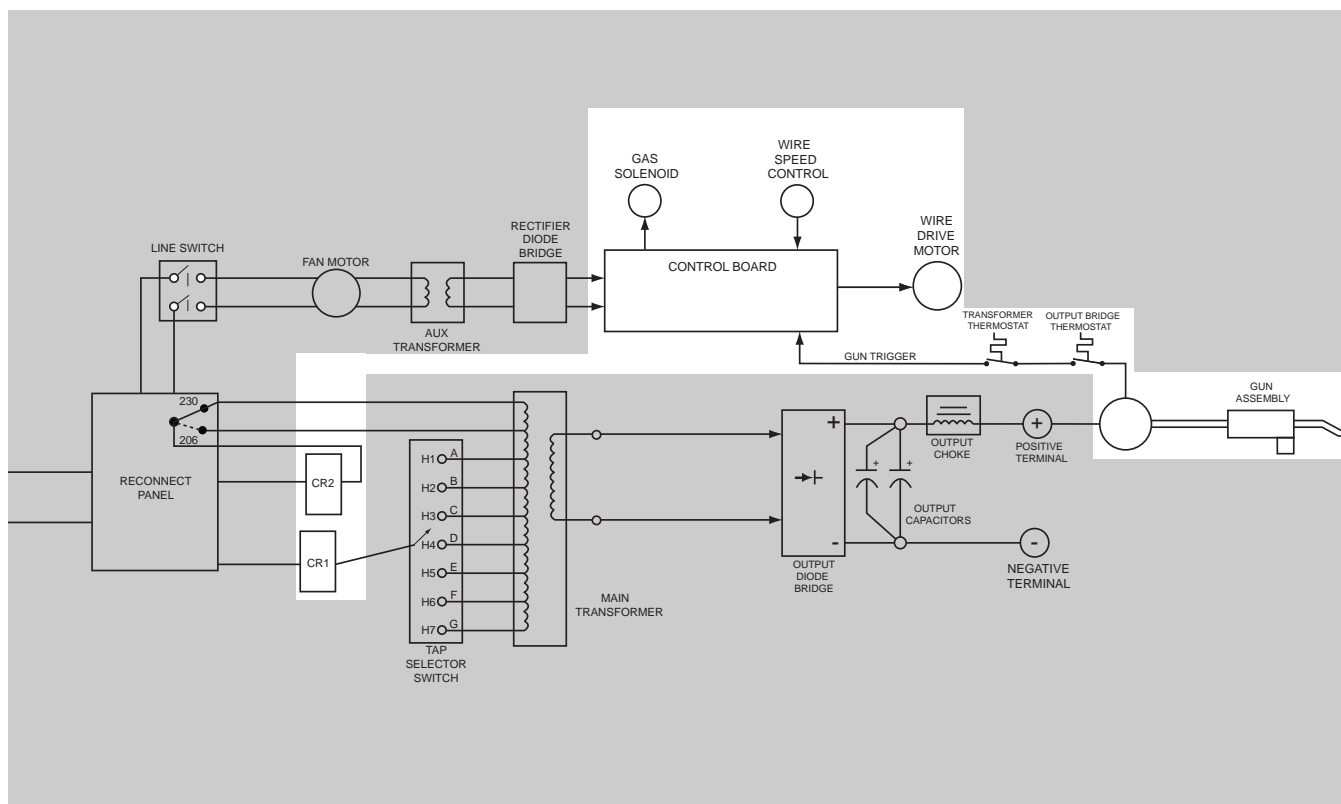 GAS
SOLENOID
WIRE
SPEED
CONTROL
RECTIFIER
DIODE
BRIDGE
WIRE
DRIVE
MOTOR
LINE SWITCH
FAN MOTOR
CONTROL BOARD
AUX
TRANSFORMER
TRANSFORMER
THERMOSTAT
OUTPUT BRIDGE
THERMOSTAT
GUN TRIGGER
GUN
ASSEMBLY
230
206
RECONNECT
PANEL
CR2
CR1
H1 A
H2 B
H3 C
H4 D
H5 E
H6 F
H7 G
TAP
SELECTOR
SWITCH
MAIN
TRANSFORMER
+
-
OUTPUT
DIODE
BRIDGE
+ +
OUTPUT
CAPACITORS
OUTPUT
CHOKE
+
POSITIVE
TERMINAL
-
NEGATIVE
TERMINAL